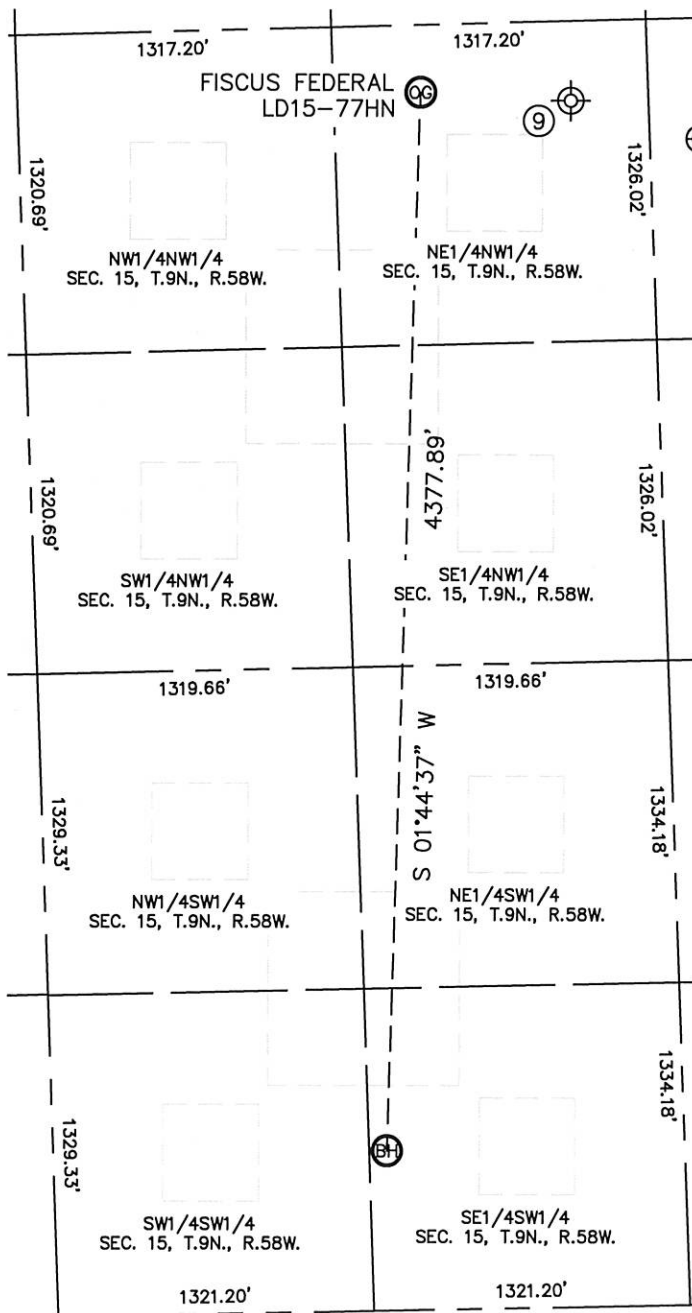 1317.20'
1317.20'
FISCUS FEDERAL
LD15-77HN
OG
9
1320.69'
1326.02'
NW1/4NW1/4
SEC. 15, T.9N., R.58W.
NE1/4NW1/4
SEC. 15, T.9N., R.58W.
4377.89'
1320.69'
1326.02'
SW1/4NW1/4
SEC. 15, T.9N., R.58W.
SE1/4NW1/4
SEC. 15, T.9N., R.58W.
1319.66'
1319.66'
S 01°44'37" W
1329.33'
1334.18'
NW1/4SW1/4
SEC. 15, T.9N., R.58W.
NE1/4SW1/4
SEC. 15, T.9N., R.58W.
1329.33'
1334.18'
BH
SW1/4SW1/4
SEC. 15, T.9N., R.58W.
SE1/4SW1/4
SEC. 15, T.9N., R.58W.
1321.20'
1321.20'